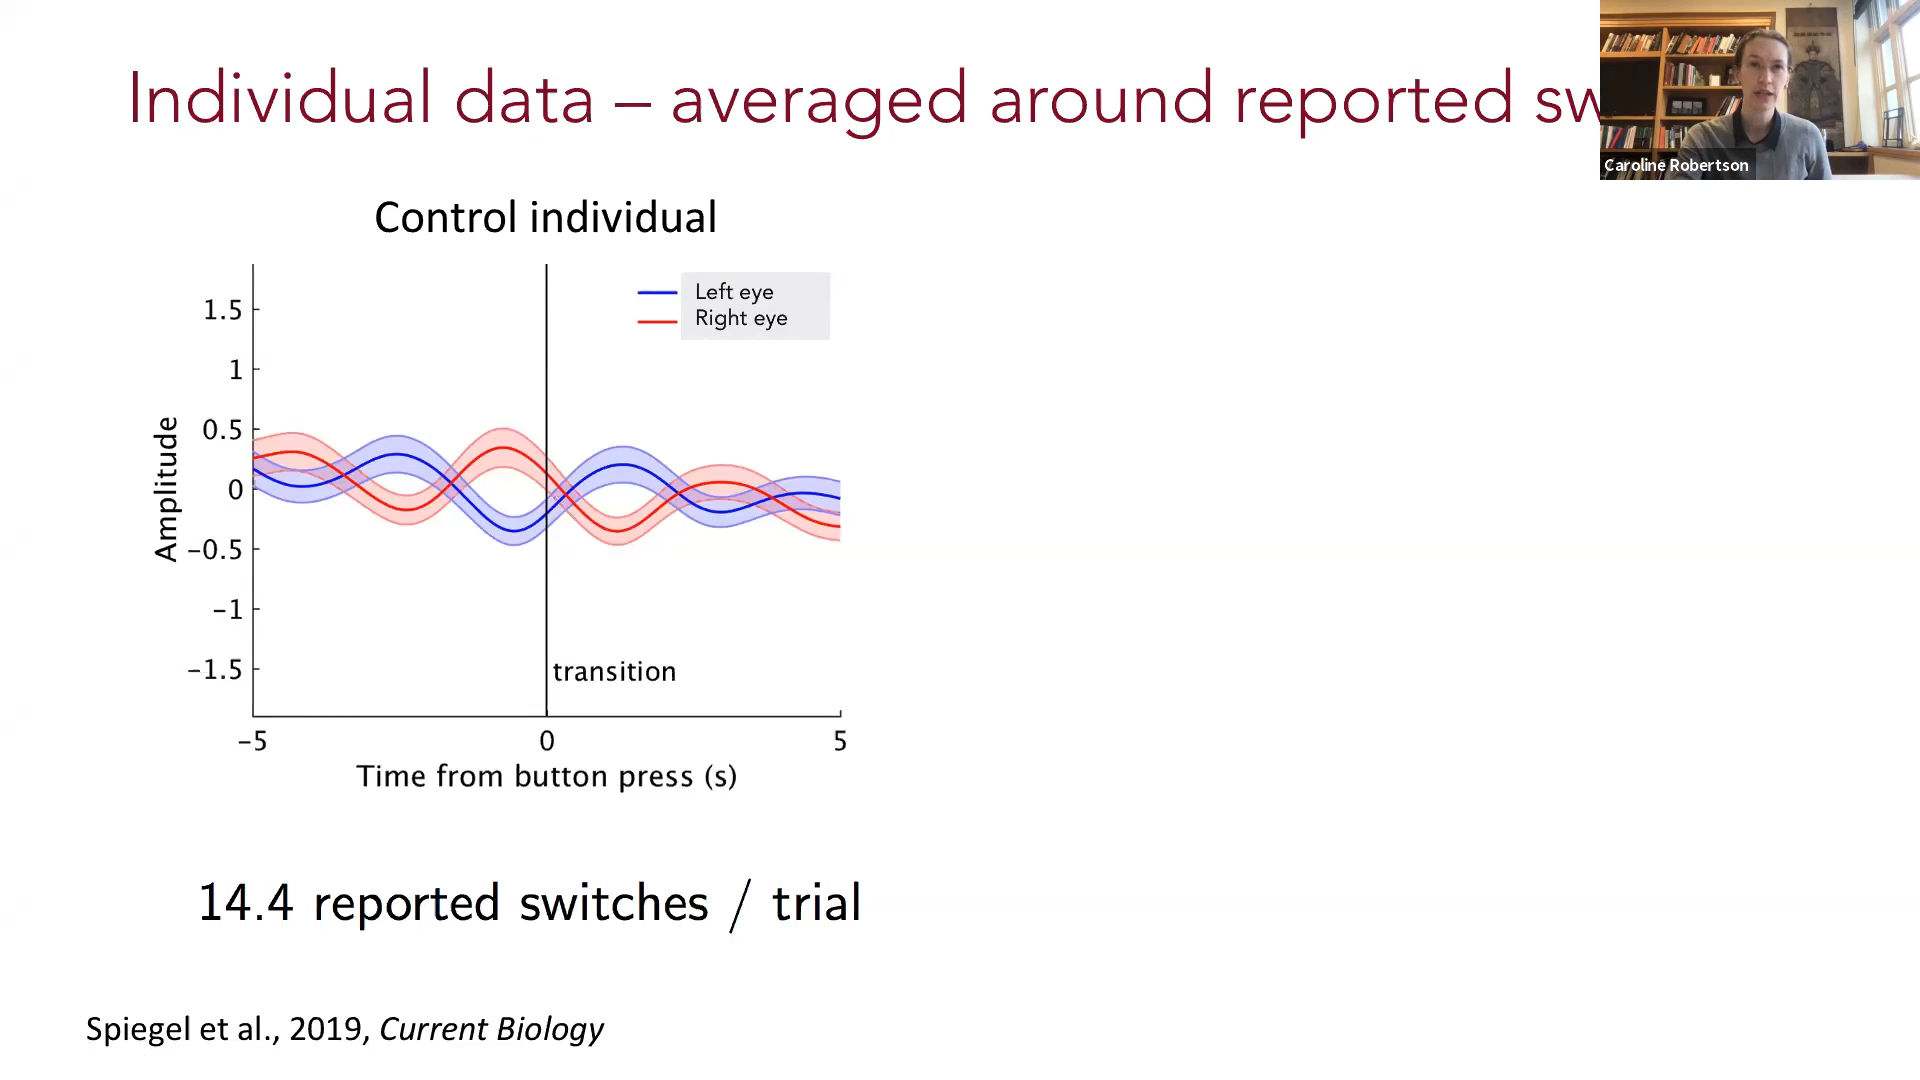 Individual data – averaged around reported sw
Caroline Robertson
Control individual
Left eye
Right eye
1.5
1
0.5
0
−0.5
−1
−1.5
Amplitude
transition
−5 0 5
Time from button press (s)
14.4 reported switches / trial
Spiegel et al., 2019, Current Biology